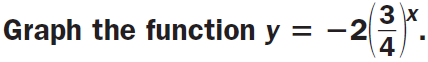 Graph the function y = −2(3/4)^x.